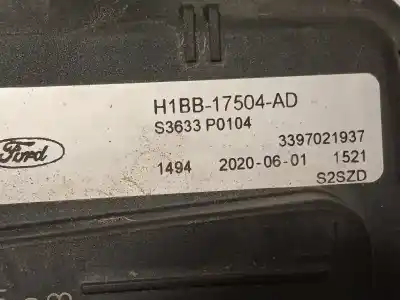 H1BB-17504-AD
S3633 P0104
Ford
3397021937
1494 2020-06-01 1521
S2SZD